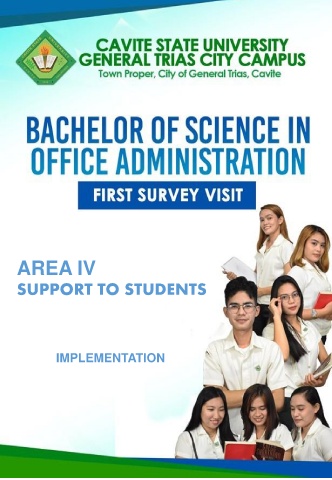 CAVITE STATE UNIVERSITY
GENERAL TRIAS CITY CAMPUS
Town Proper, City of General Trias, Cavite
BACHELOR OF SCIENCE IN
OFFICE ADMINISTRATION
FIRST SURVEY VISIT
AREA IV
SUPPORT TO STUDENTS
IMPLEMENTATION